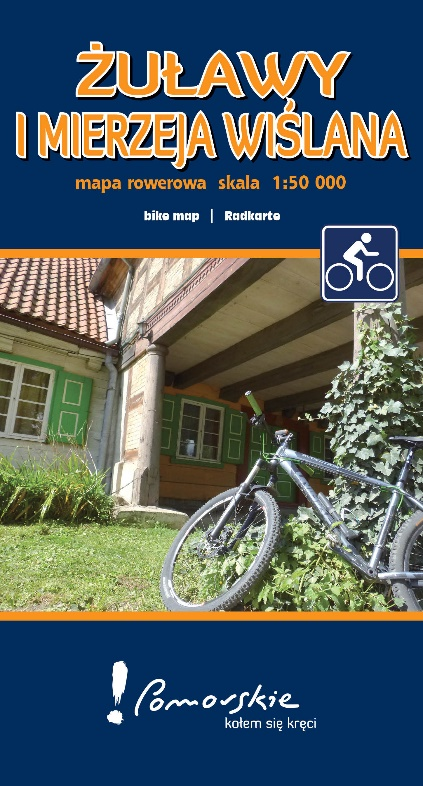 ŻUŁAWY
I MIERZEJA WIŚLANA
mapa rowerowa skala 1:50 000
bike map | Radkarte
! Pomorskie
kołem się kręci